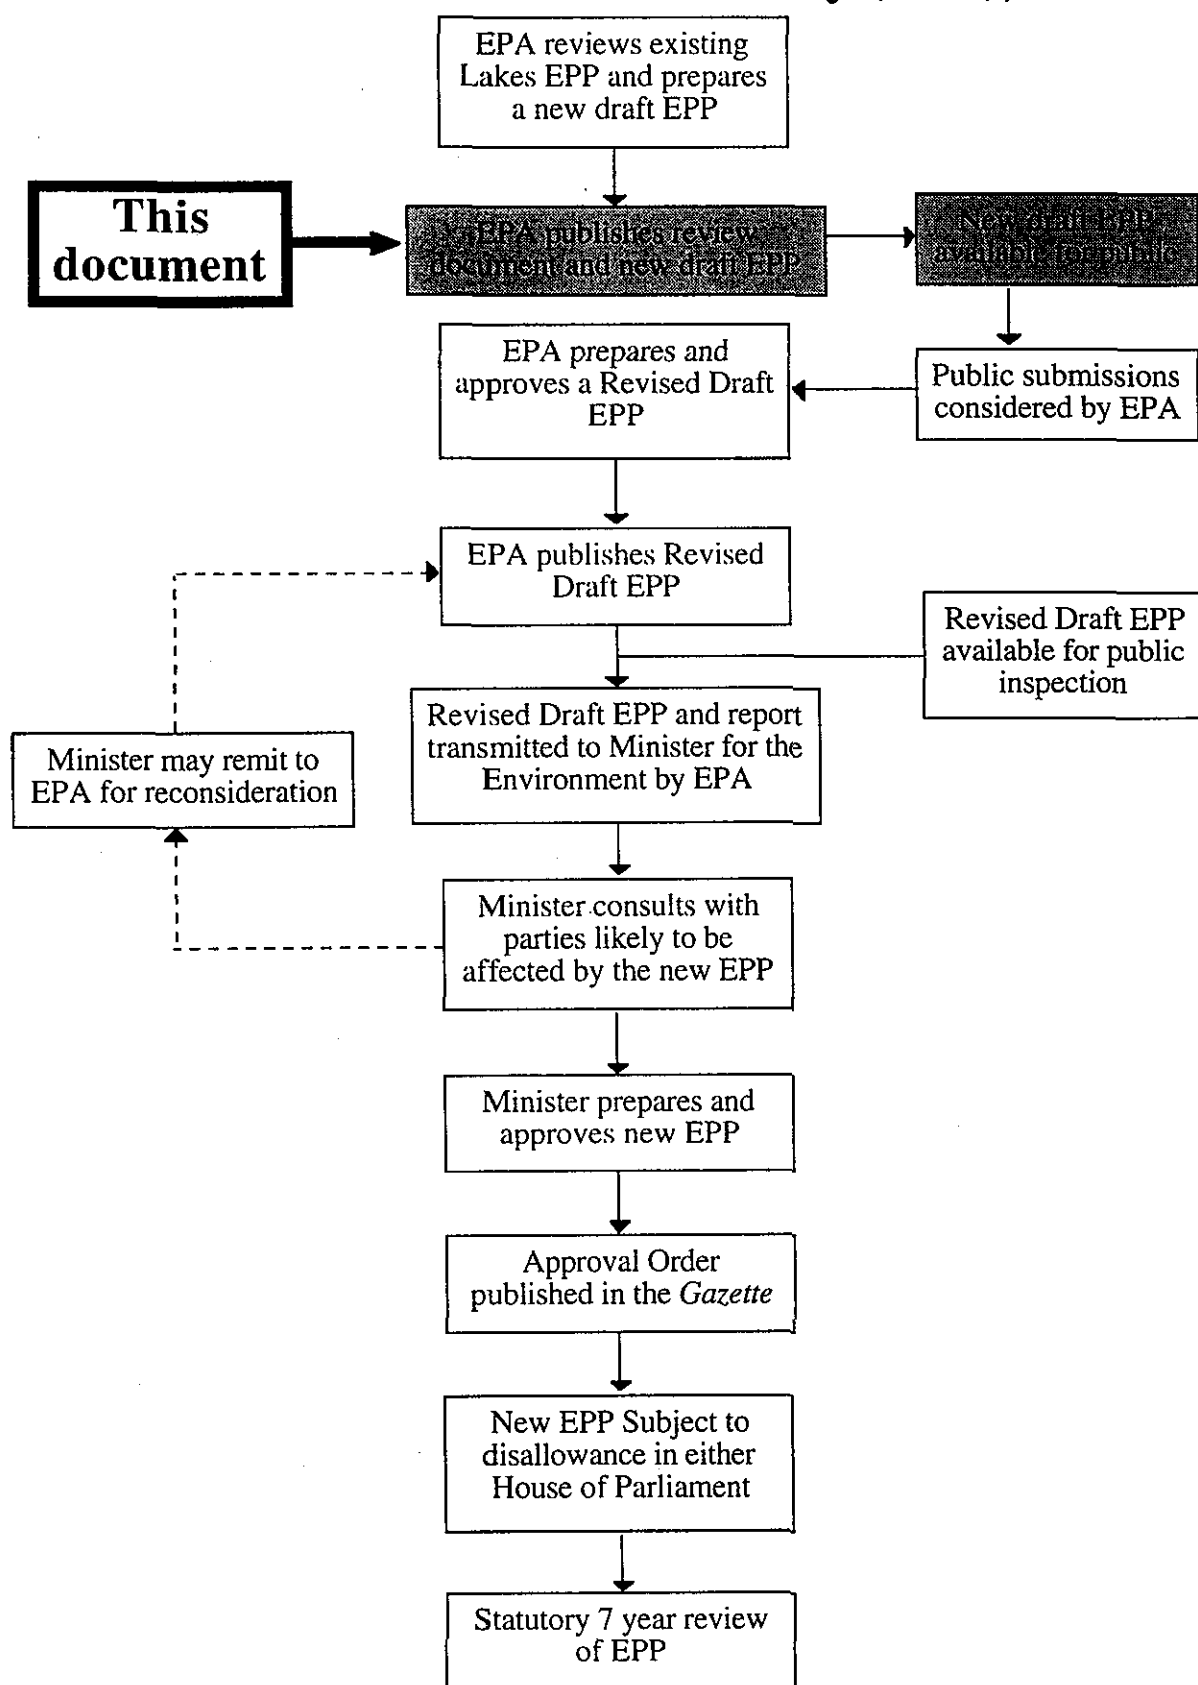 EPA reviews existing
Lakes EPP and prepares
a new draft EPP
This
document
EPA publishes review
document and new draft EPP
New draft EPP
available for public
EPA prepares and
approves a Revised Draft
EPP
Public submissions
considered by EPA
EPA publishes Revised
Draft EPP
Revised Draft EPP
available for public
inspection
Revised Draft EPP and report
transmitted to Minister for the
Environment by EPA
Minister may remit to
EPA for reconsideration
Minister consults with
parties likely to be
affected by the new EPP
Minister prepares and
approves new EPP
Approval Order
published in the Gazette
New EPP Subject to
disallowance in either
House of Parliament
Statutory 7 year review
of EPP